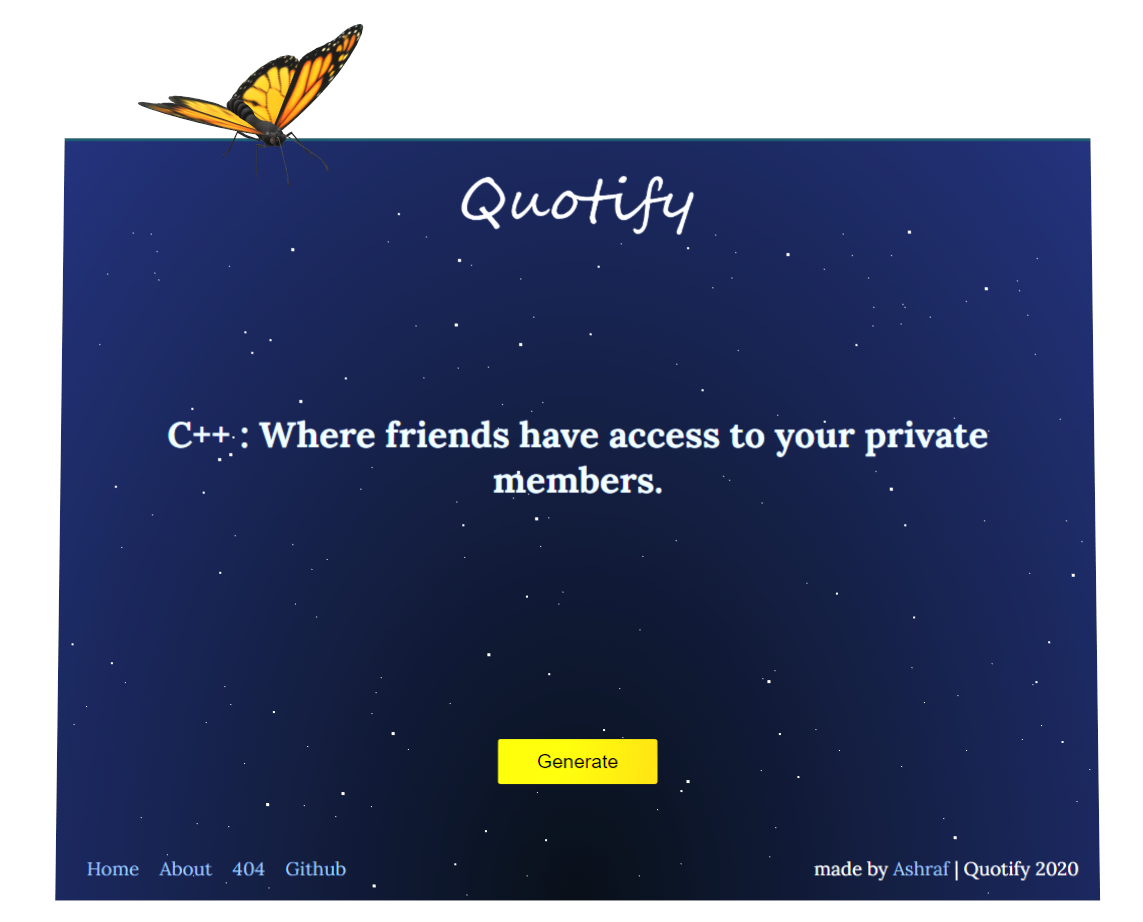 Quotify
C++ : Where friends have access to your private
members.
Generate
Home About 404 Github
made by Ashraf | Quotify 2020